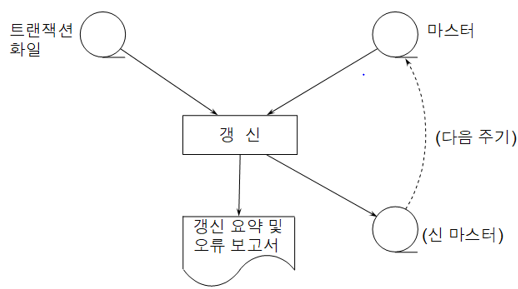 트랜잭션
화일
마스터
갱 신
(다음 주기)
갱신 요약 및
오류 보고서
(신 마스터)